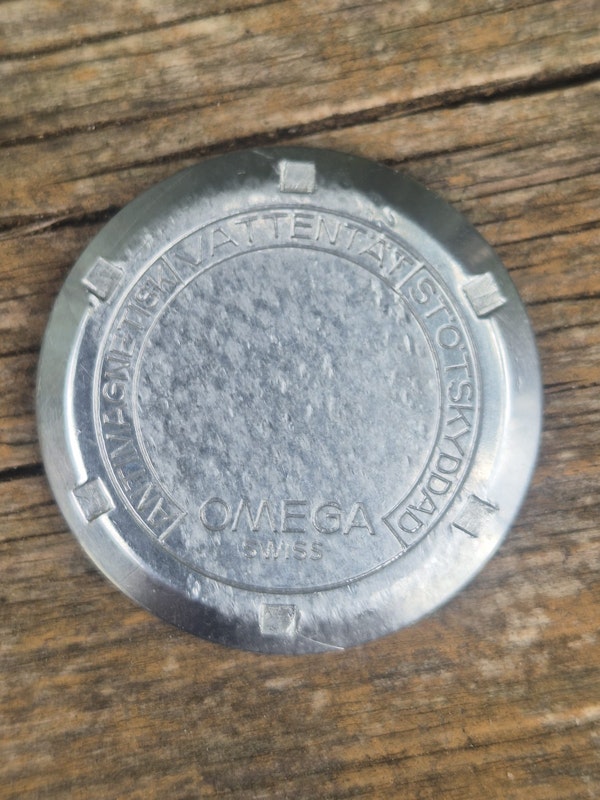 ANTIMAGNETISK
VATTENTÄT
STÖTSKYDDAD
OMEGA
SWISS